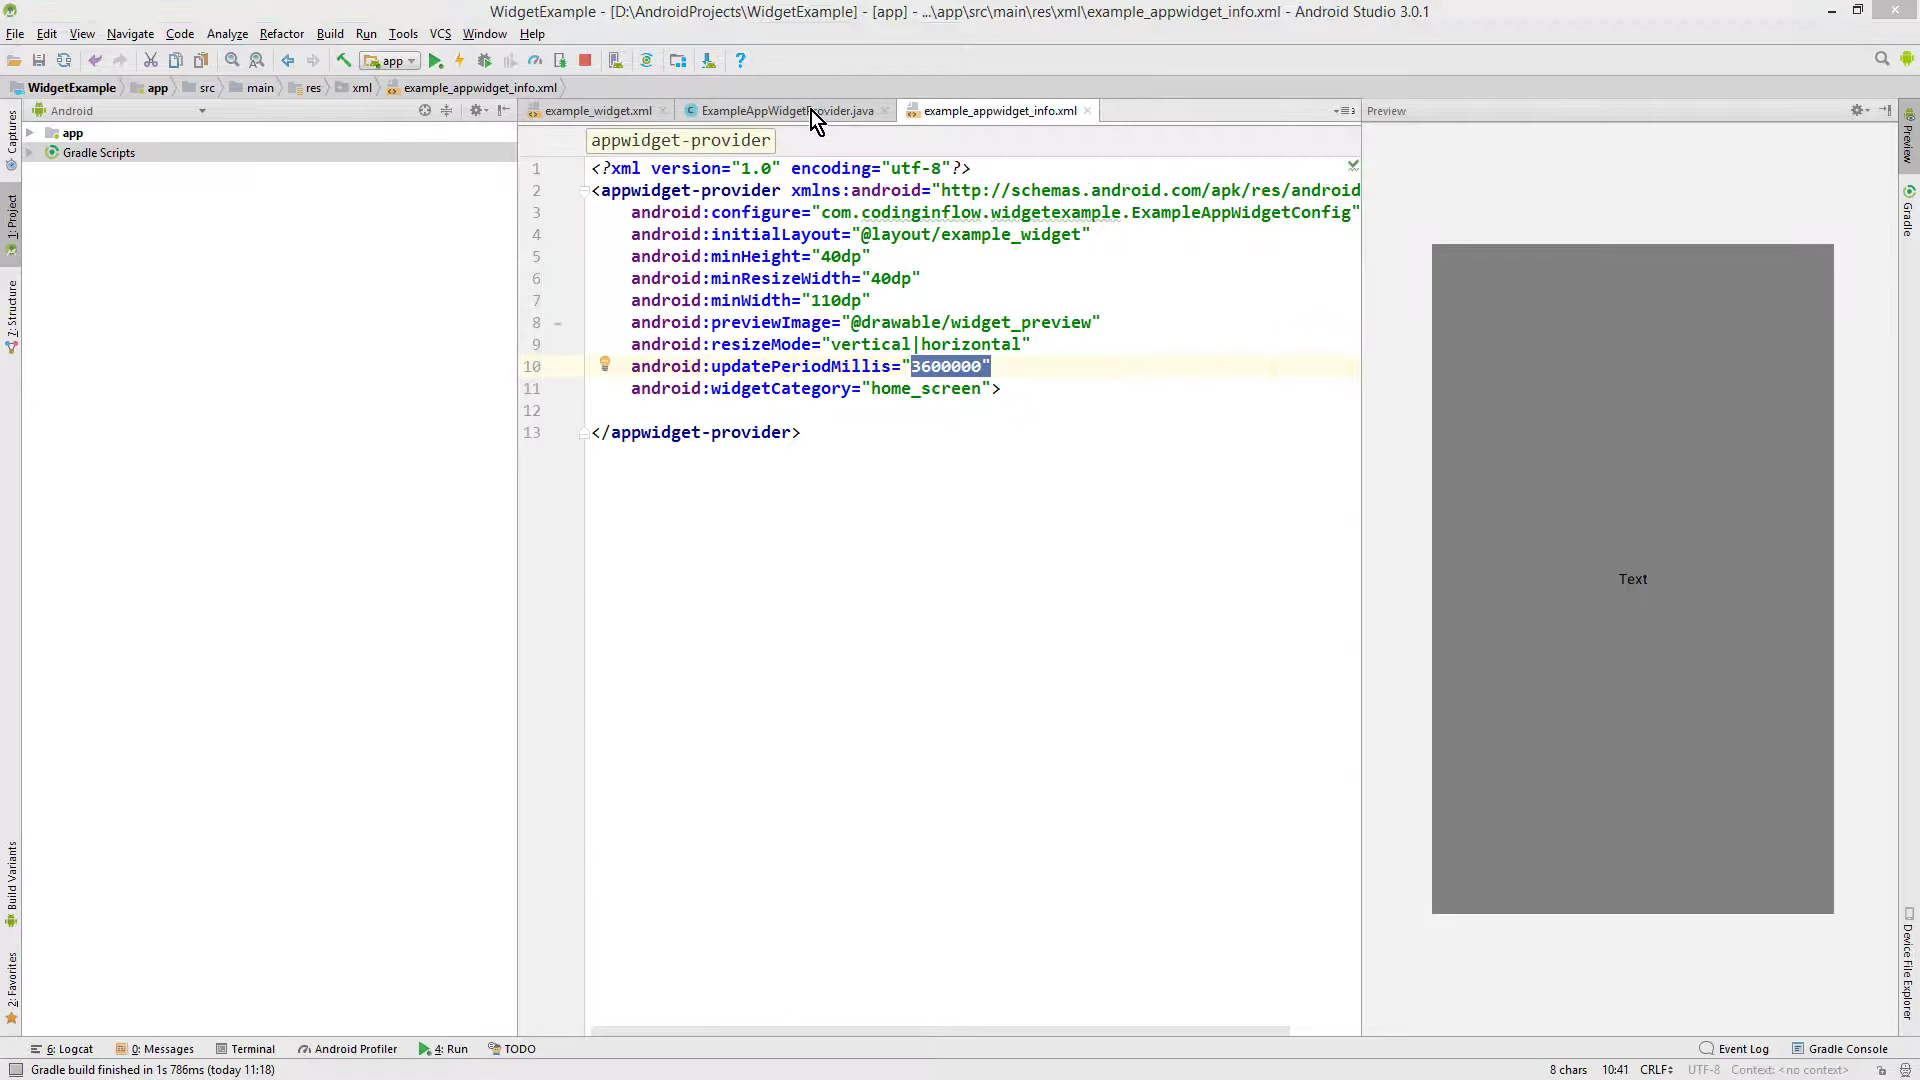 WidgetExample - [D:\AndroidProjects\WidgetExample] - [app] - ...\app\src\main\res\xml\example_appwidget_info.xml - Android Studio 3.0.1
File Edit View Navigate Code Analyze Refactor Build Run Tools VCS Window Help
app
WidgetExample app src main res xml example_appwidget_info.xml
Android
example_widget.xml ExampleAppWidgetProvider.java example_appwidget_info.xml
Preview
app
Gradle Scripts
appwidget-provider
1 <?xml version="1.0" encoding="utf-8"?>
2 <appwidget-provider xmlns:android="http://schemas.android.com/apk/res/android
3 android:configure="com.codinginflow.widgetexample.ExampleAppWidgetConfig"
4 android:initialLayout="@layout/example_widget"
5 android:minHeight="40dp"
6 android:minResizeWidth="40dp"
7 android:minWidth="110dp"
8 android:previewImage="@drawable/widget_preview"
9 android:resizeMode="vertical|horizontal"
10 android:updatePeriodMillis="3600000"
11 android:widgetCategory="home_screen">
12
13 </appwidget-provider>
Text
Captures
1: Project
7: Structure
Build Variants
2: Favorites
Preview
Gradle
Device File Explorer
6: Logcat 0: Messages Terminal Android Profiler 4: Run TODO Event Log Gradle Console
Gradle build finished in 1s 786ms (today 11:18) 8 chars 10:41 CRLF UTF-8 Context: <no context>